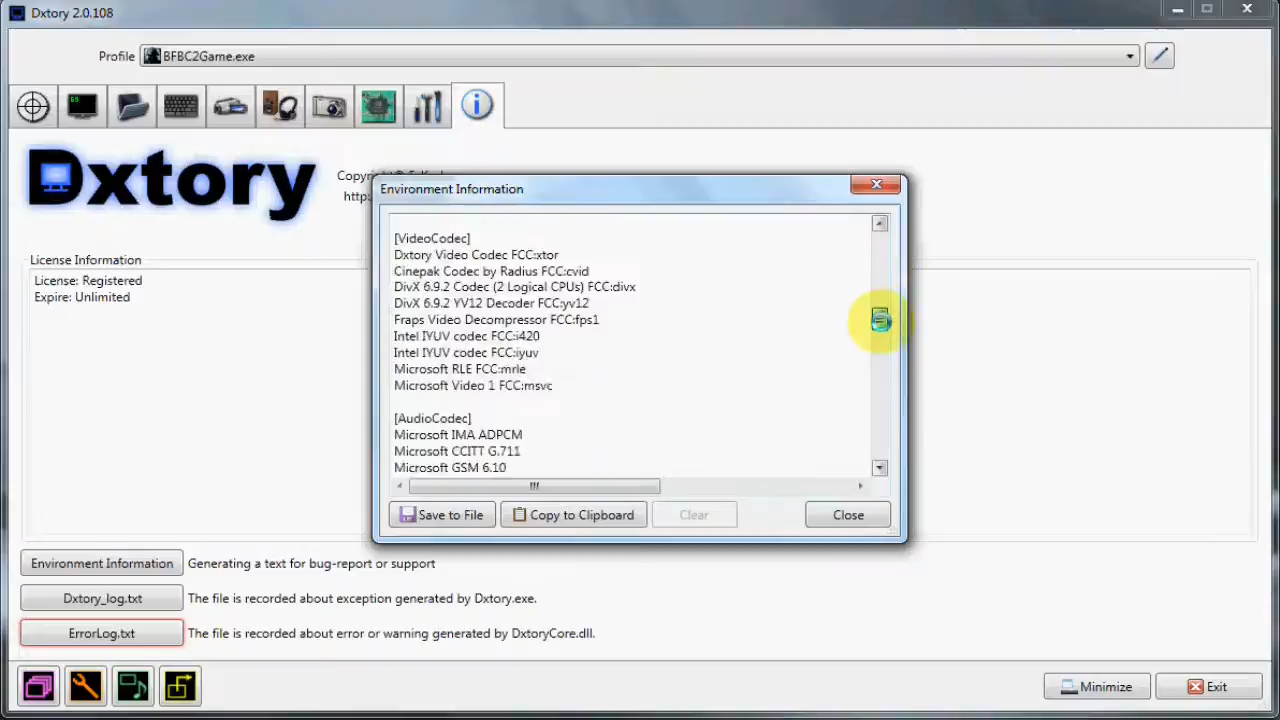 Dxtory 2.0.108
Profile
BFBC2Game.exe
Dxtory
Environment Information
License Information
License: Registered
Expire: Unlimited
[VideoCodec]
Dxtory Video Codec FCC:xtor
Cinepak Codec by Radius FCC:cvid
DivX 6.9.2 Codec (2 Logical CPUs) FCC:divx
DivX 6.9.2 YV12 Decoder FCC:yv12
Fraps Video Decompressor FCC:fps1
Intel IYUV codec FCC:i420
Intel IYUV codec FCC:iyuv
Microsoft RLE FCC:mrle
Microsoft Video 1 FCC:msvc
[AudioCodec]
Microsoft IMA ADPCM
Microsoft CCITT G.711
Microsoft GSM 6.10
Save to File
Copy to Clipboard
Clear
Close
Environment Information
Generating a text for bug-report or support
Dxtory_log.txt
The file is recorded about exception generated by Dxtory.exe.
ErrorLog.txt
The file is recorded about error or warning generated by DxtoryCore.dll.
Minimize
Exit